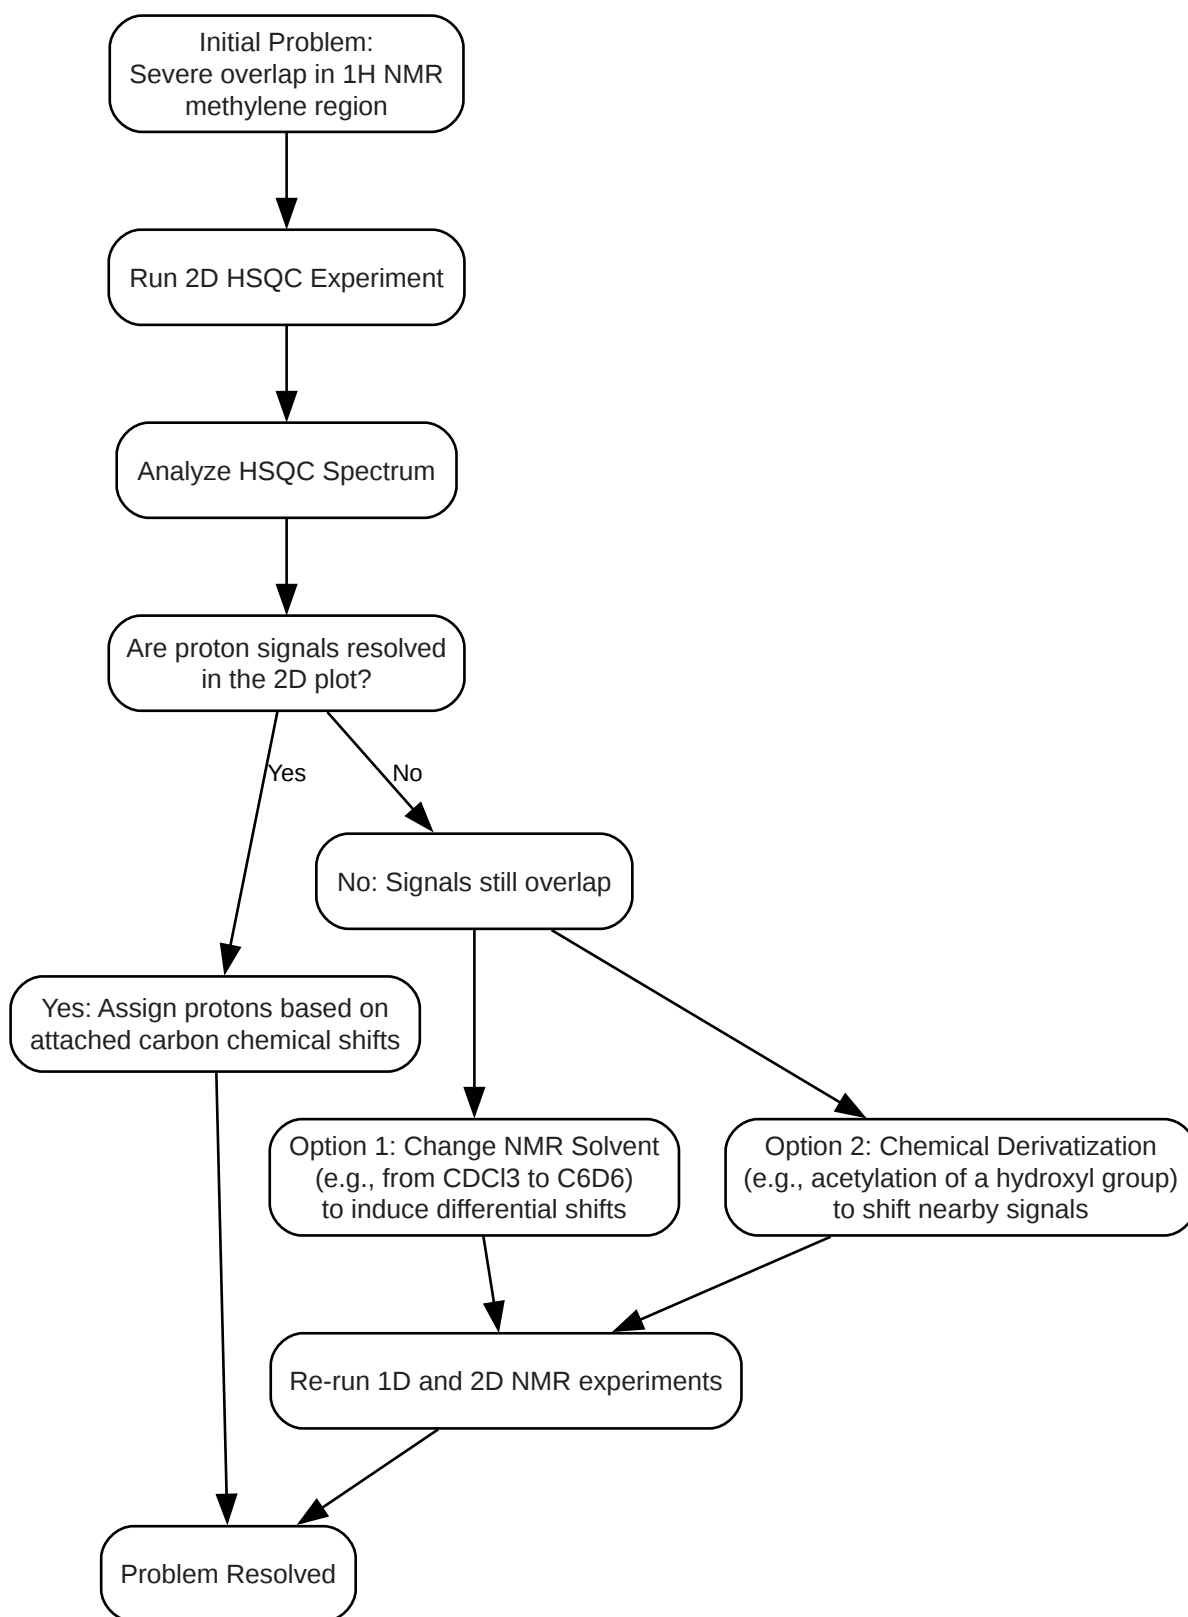 Initial Problem:
Severe overlap in 1H NMR
methylene region
Run 2D HSQC Experiment
Analyze HSQC Spectrum
Are proton signals resolved
in the 2D plot?
Yes
No
No: Signals still overlap
Yes: Assign protons based on
attached carbon chemical shifts
Option 1: Change NMR Solvent
(e.g., from CDCl3 to C6D6)
to induce differential shifts
Option 2: Chemical Derivatization
(e.g., acetylation of a hydroxyl group)
to shift nearby signals
Re-run 1D and 2D NMR experiments
Problem Resolved